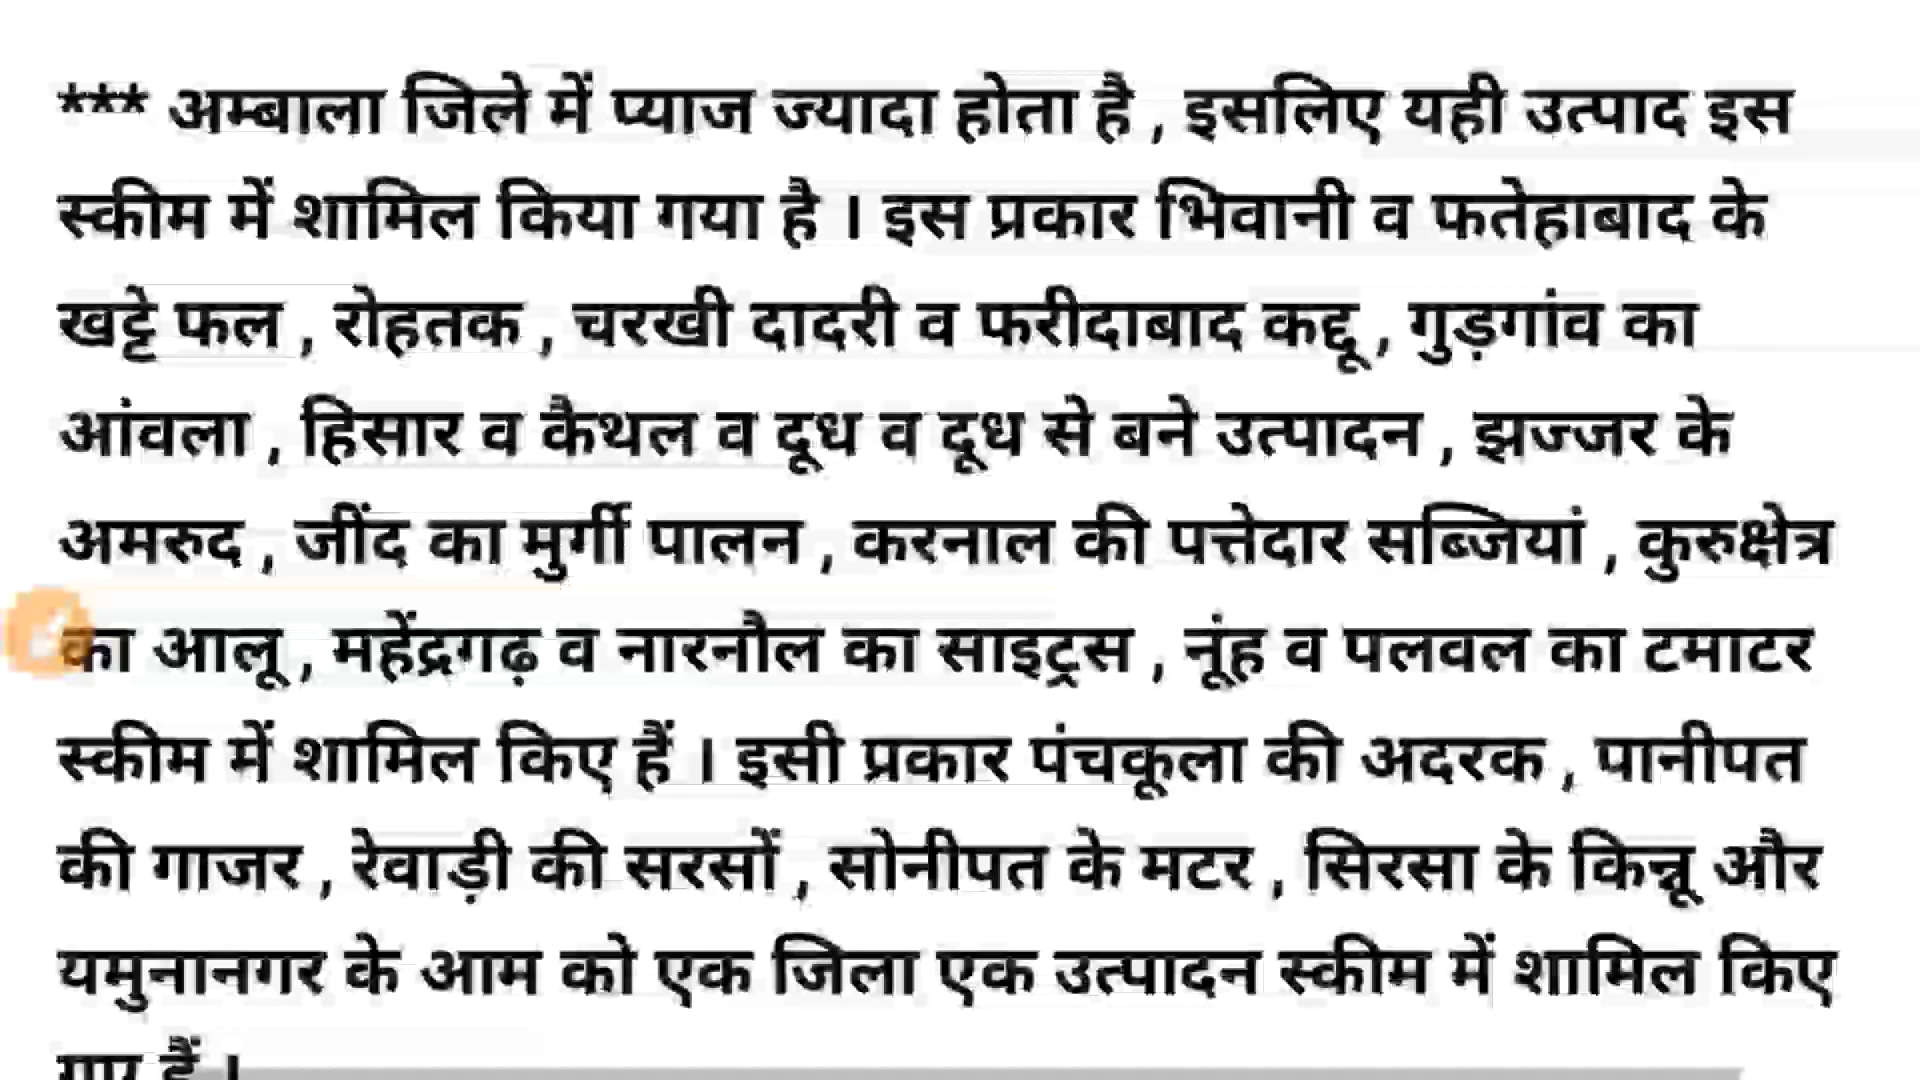 *** अम्बाला जिले में प्याज ज्यादा होता है , इसलिए यही उत्पाद इस
स्कीम में शामिल किया गया है । इस प्रकार भिवानी व फतेहाबाद के
खट्टे फल , रोहतक , चरखी दादरी व फरीदाबाद कद्दू , गुड़गांव का
आंवला , हिसार व कैथल व दूध व दूध से बने उत्पादन , झज्जर के
अमरुद , जींद का मुर्गी पालन , करनाल की पत्तेदार सब्जियां , कुरुक्षेत्र
का आलू , महेंद्रगढ़ व नारनौल का साइट्रस , नूंह व पलवल का टमाटर
स्कीम में शामिल किए हैं । इसी प्रकार पंचकूला की अदरक , पानीपत
की गाजर , रेवाड़ी की सरसों , सोनीपत के मटर , सिरसा के किन्नू और
यमुनानगर के आम को एक जिला एक उत्पादन स्कीम में शामिल किए
गए हैं ।